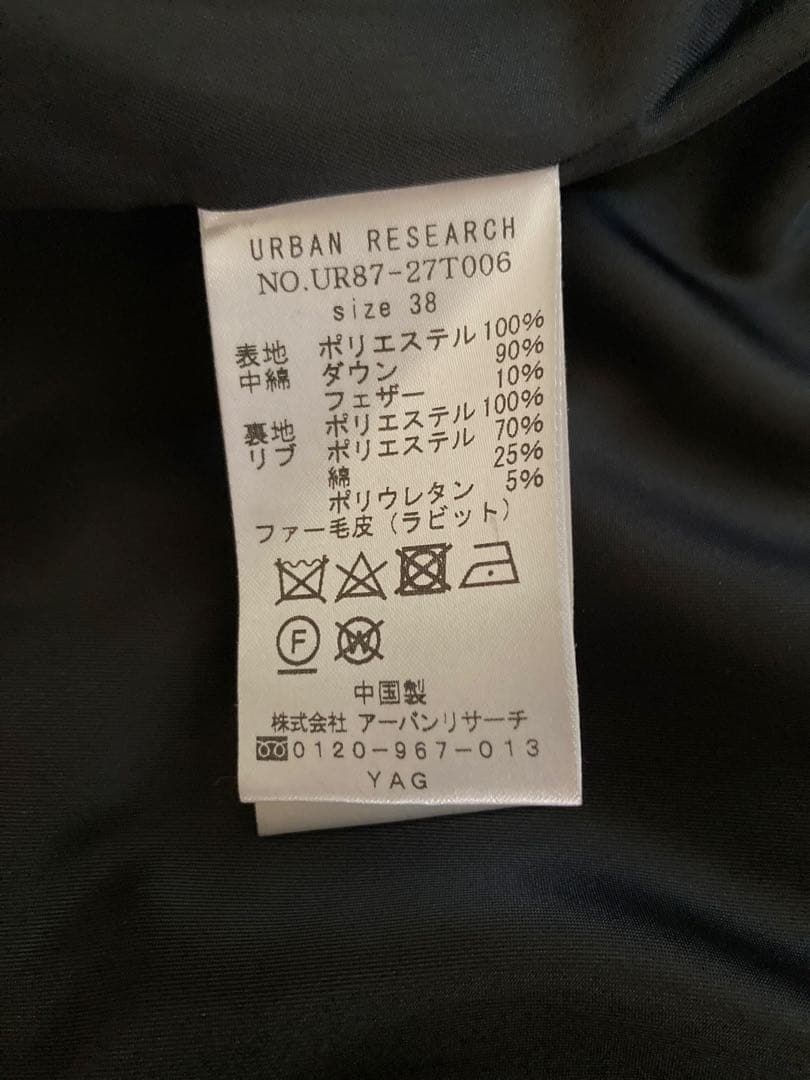 URBAN RESEARCH
NO.UR87-27T006
size 38
表地 ポリエステル 100%
中綿 ダウン 90%
フェザー 10%
裏地 ポリエステル 100%
リブ ポリエステル 70%
綿 25%
ポリウレタン 5%
ファー毛皮(ラビット)
F W
中国製
株式会社 アーバンリサーチ
0120-967-013
YAG